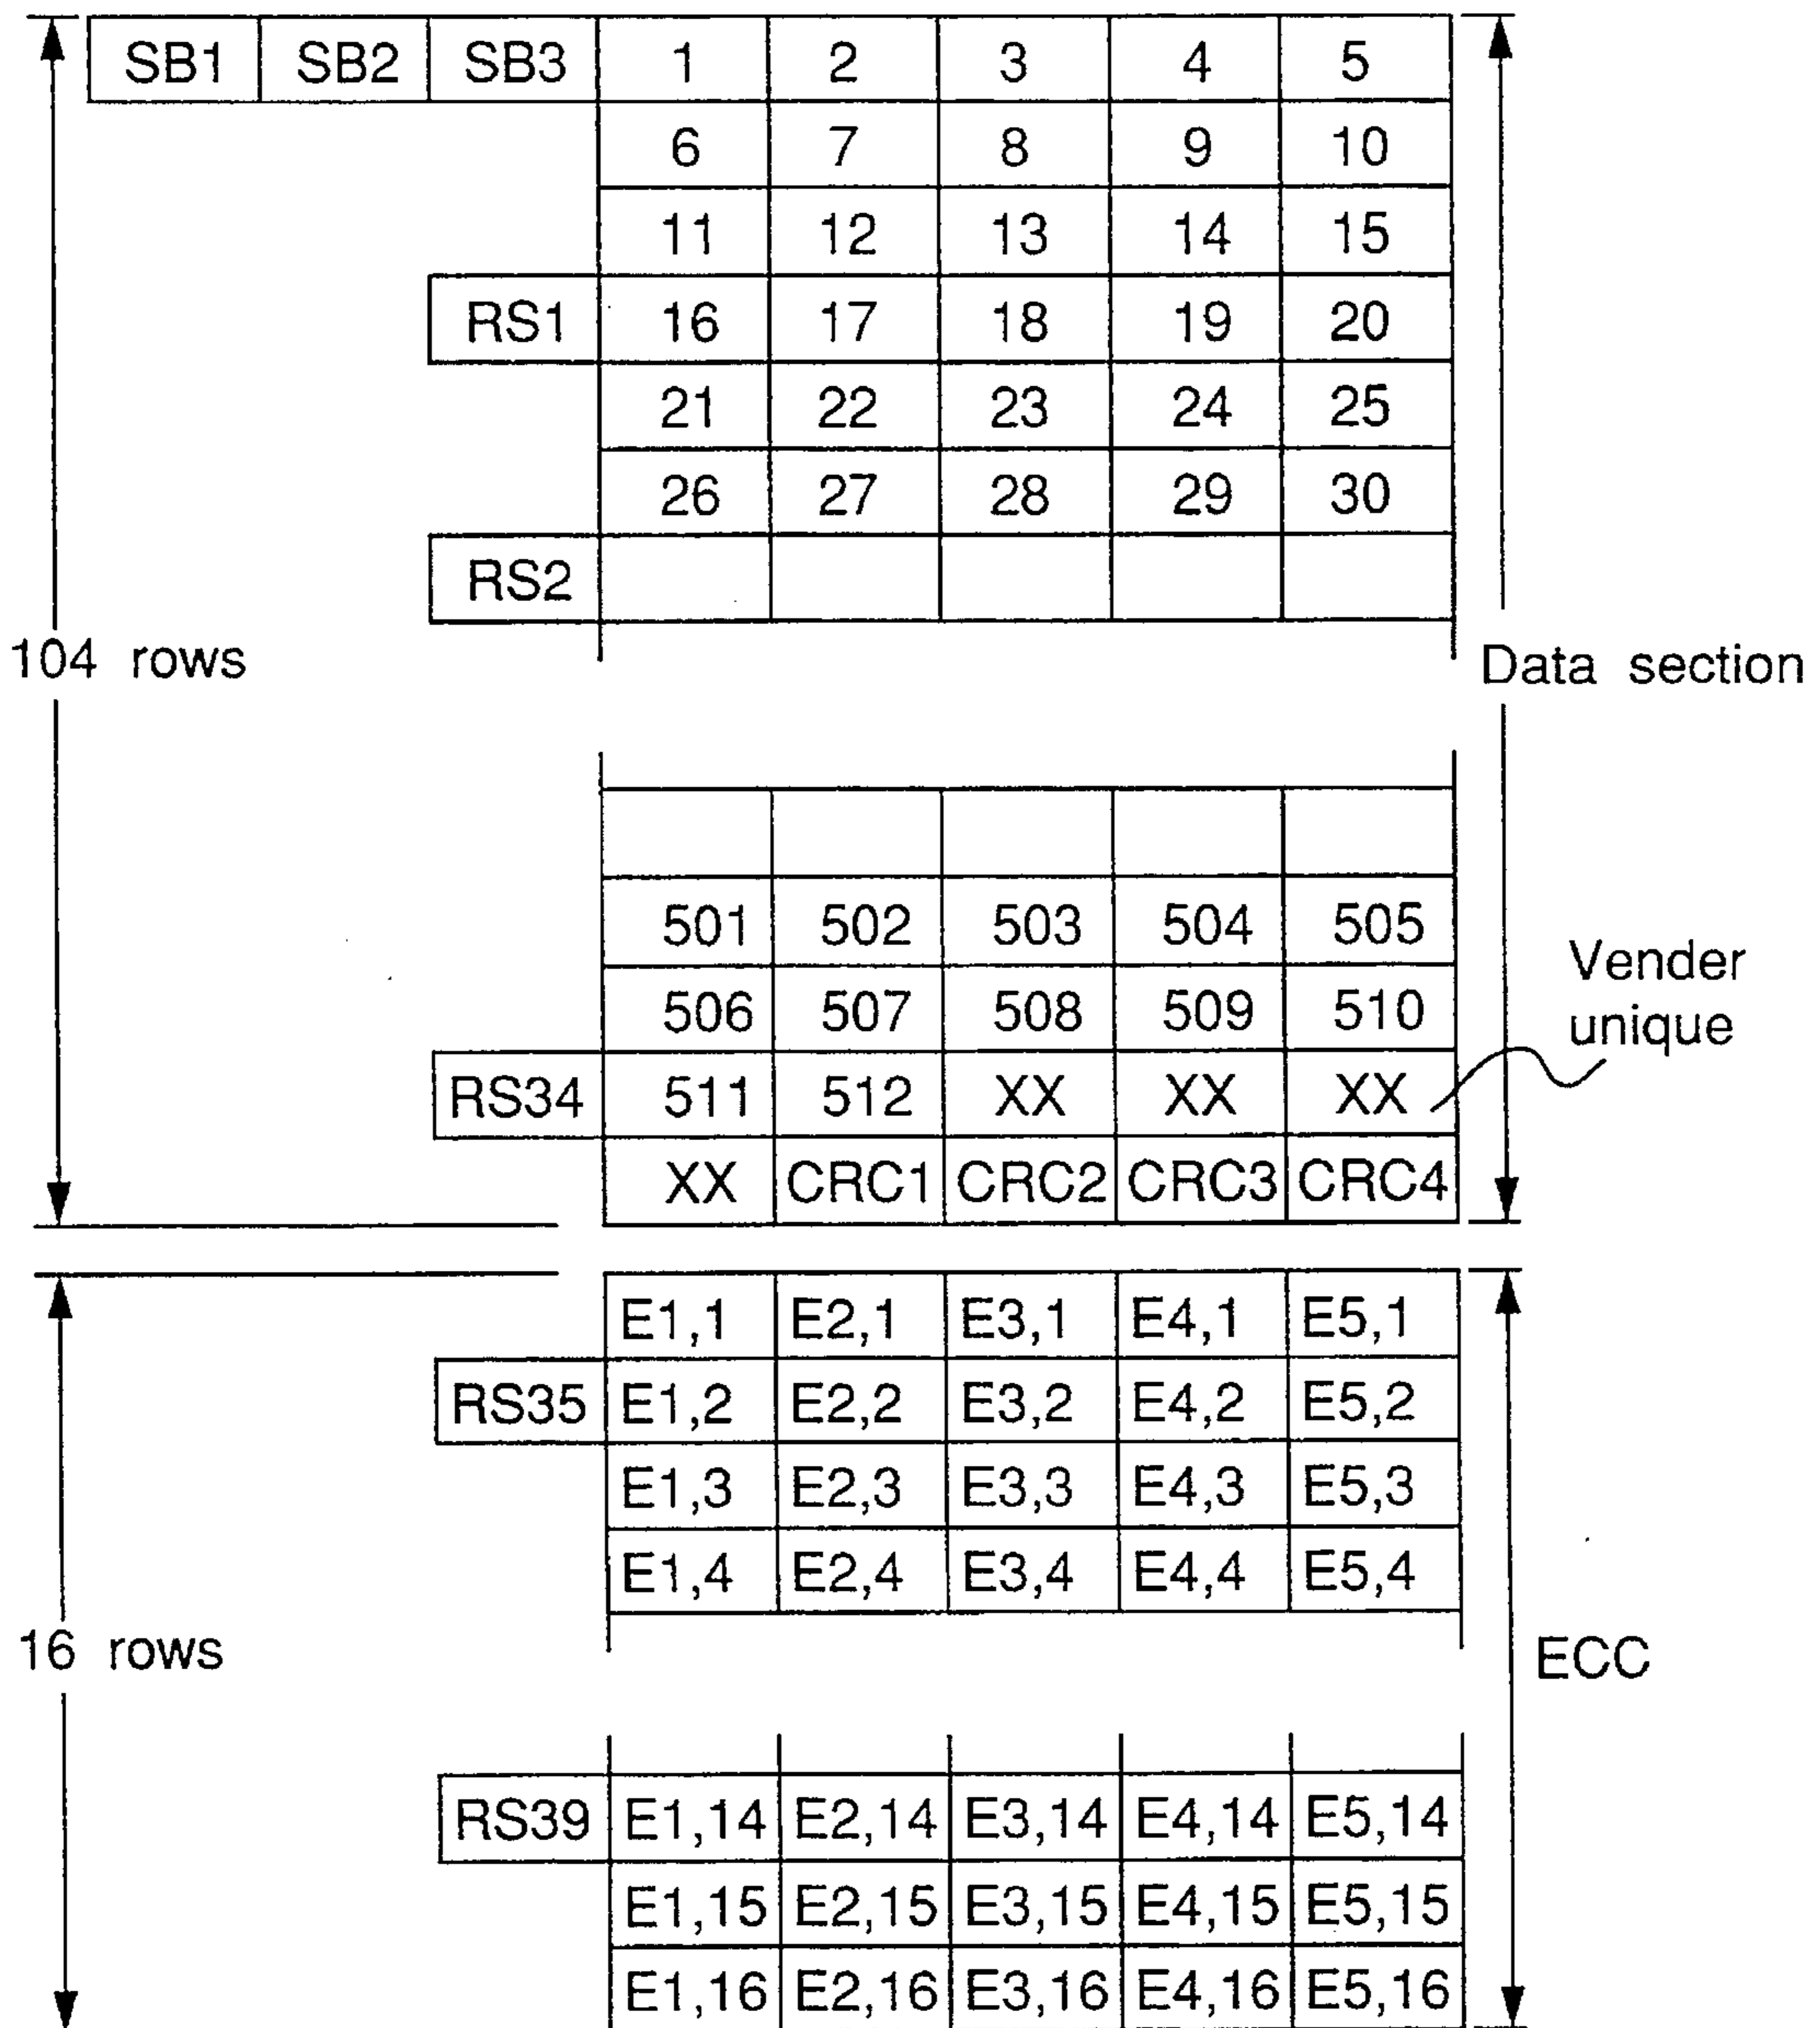 SB1 SB2 SB3 1 2 3 4 5
6 7 8 9 10
11 12 13 14 15
RS1 16 17 18 19 20
21 22 23 24 25
26 27 28 29 30
RS2
104 rows
Data section
501 502 503 504 505
506 507 508 509 510
Vender
unique
RS34 511 512 XX XX XX
XX CRC1 CRC2 CRC3 CRC4
E1,1 E2,1 E3,1 E4,1 E5,1
RS35 E1,2 E2,2 E3,2 E4,2 E5,2
E1,3 E2,3 E3,3 E4,3 E5,3
E1,4 E2,4 E3,4 E4,4 E5,4
16 rows
ECC
RS39 E1,14 E2,14 E3,14 E4,14 E5,14
E1,15 E2,15 E3,15 E4,15 E5,15
E1,16 E2,16 E3,16 E4,16 E5,16